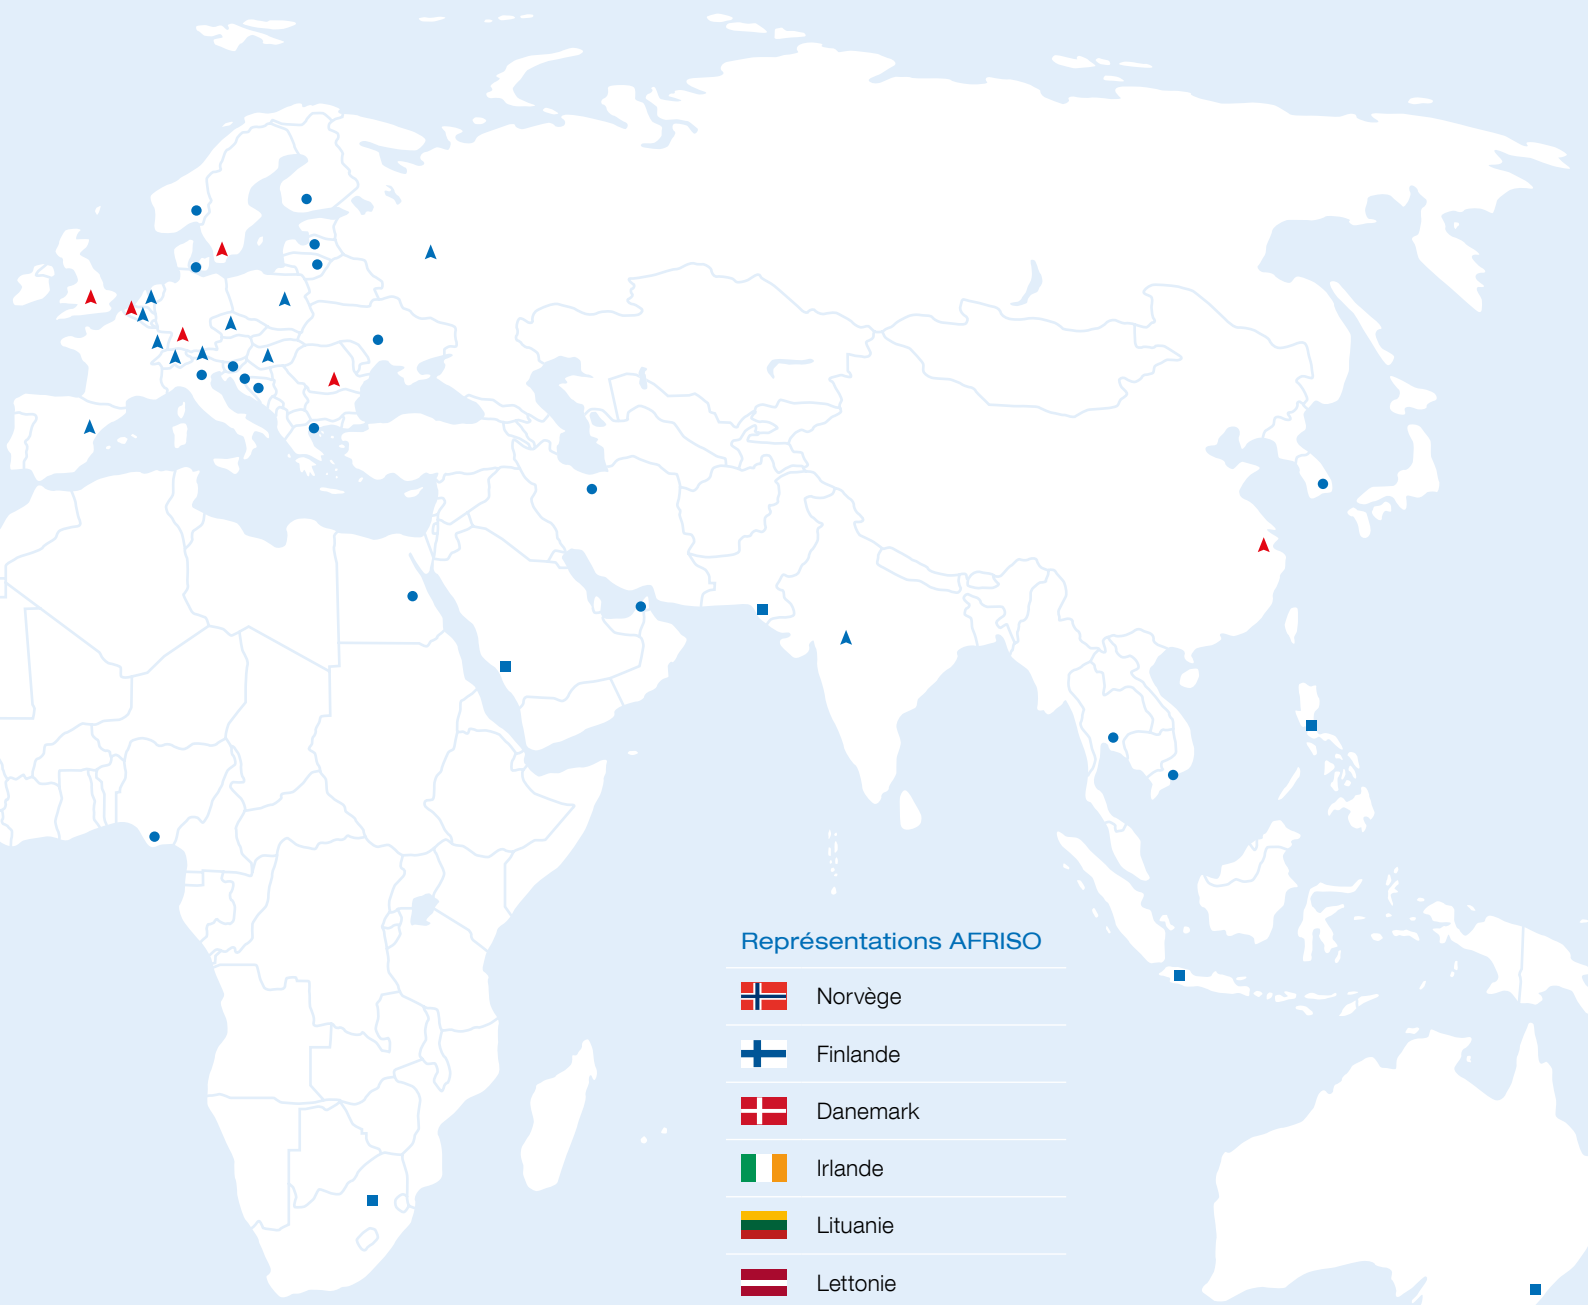 Représentations AFRISO
Norvège
Finlande
Danemark
Irlande
Lituanie
Lettonie